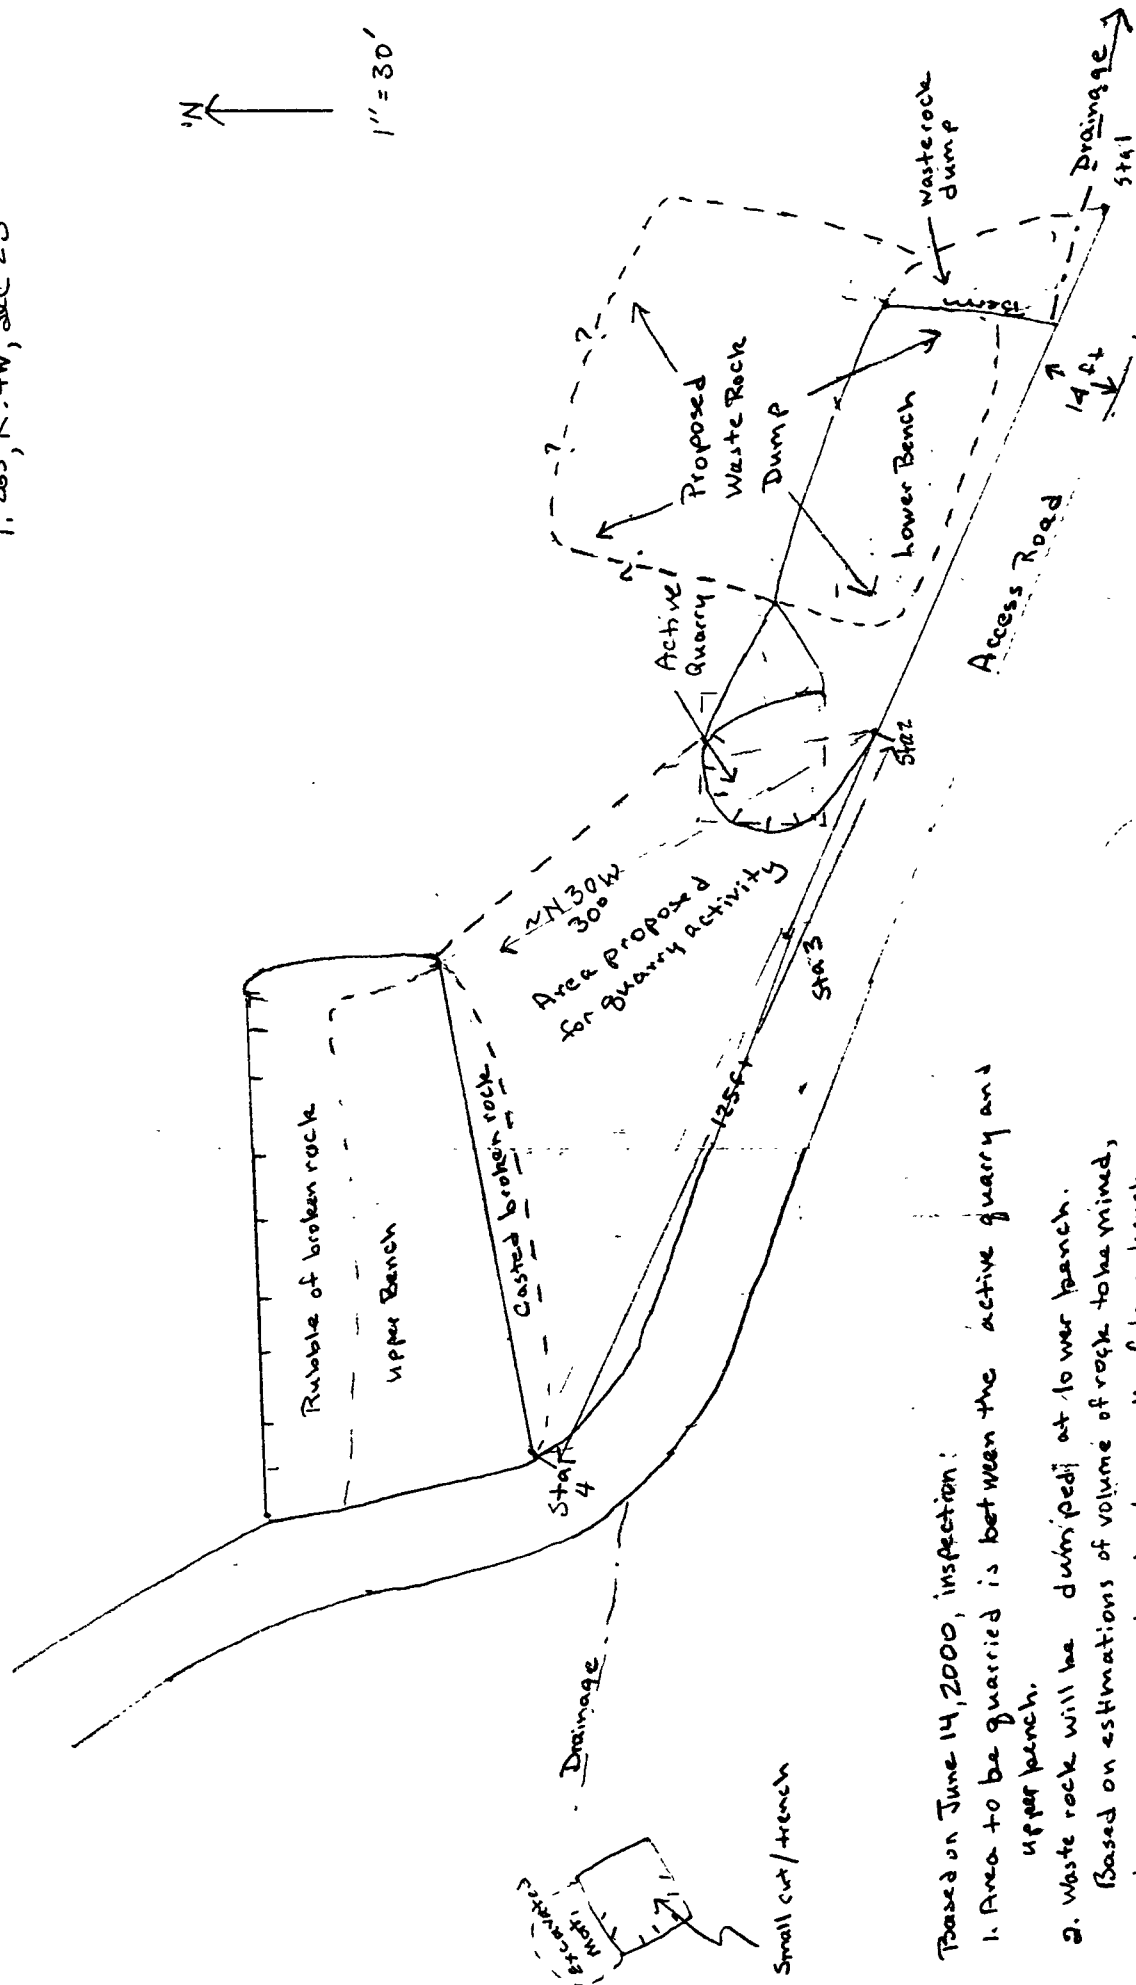 N
1" = 30'
wasterock
dump
Drainage
Sta 1
Proposed
Waste Rock
Dump
Berm
14 ft
Lower Bench
Active
Quarry
Access Road
Sta 2
~N30W
300
Area proposed
for quarry activity
Sta 3
125ft
Rubble of broken rock
upper Bench
Casted broken rock
Sta
4
Drainage
Excavated
Mat'l
Small cut/trench
Based on June 14, 2000, inspection:
1. Area to be quarried is between the active quarry and
upper bench.
2. Waste rock will be dumped at lower bench.
Based on estimations of volume of rock to be mined,